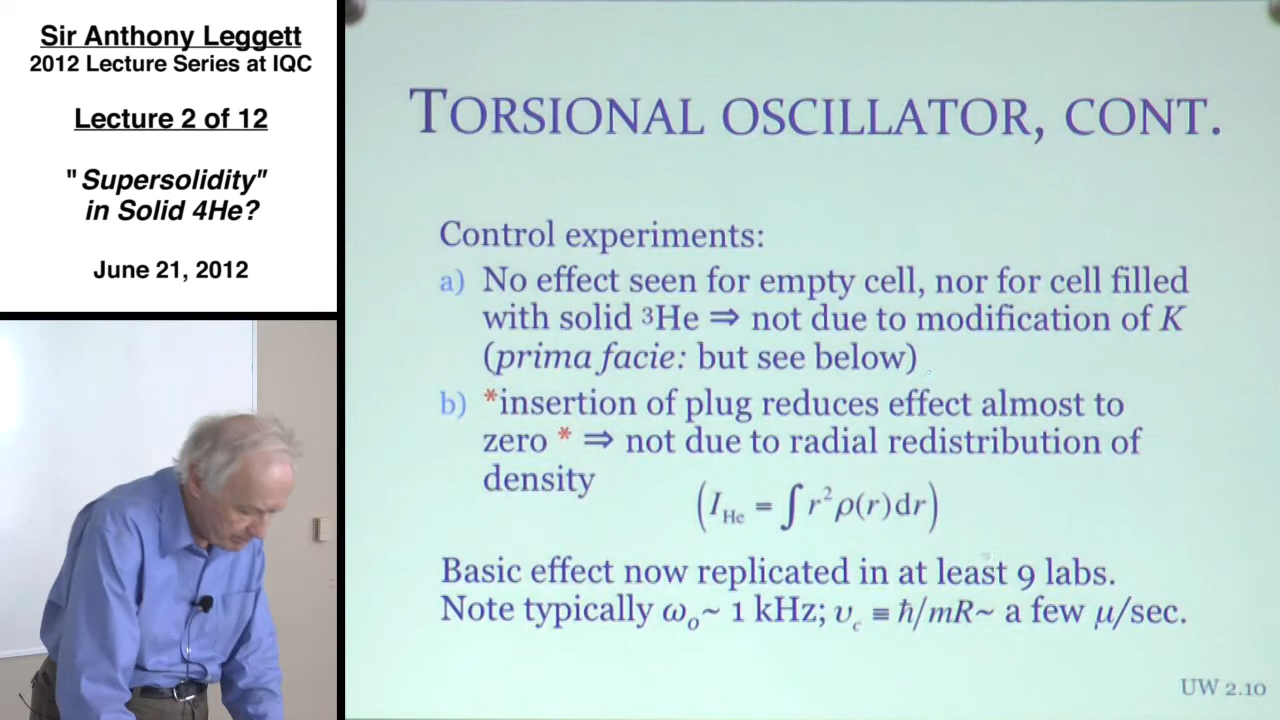 Sir Anthony Leggett
2012 Lecture Series at IQC
Lecture 2 of 12
"Supersolidity"
in Solid 4He?
June 21, 2012
TORSIONAL OSCILLATOR, CONT.
Control experiments:
a) No effect seen for empty cell, nor for cell filled
with solid ³He ⇒ not due to modification of K
(prima facie: but see below)
b) *insertion of plug reduces effect almost to
zero * ⇒ not due to radial redistribution of
density
(I_He = ∫ r² ρ(r)dr)
Basic effect now replicated in at least 9 labs.
Note typically ω₀~ 1 kHz; υ_c ≡ ħ/mR~ a few μ/sec.
UW 2.10